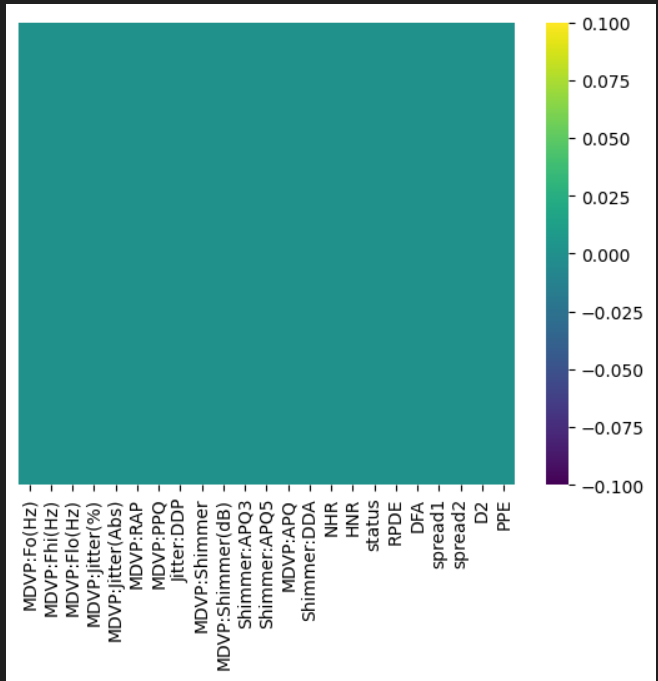 0.100
0.075
0.050
0.025
0.000
−0.025
−0.050
−0.075
−0.100
MDVP:Fo(Hz)
MDVP:Fhi(Hz)
MDVP:Flo(Hz)
MDVP:Jitter(%)
MDVP:Jitter(Abs)
MDVP:RAP
MDVP:PPQ
Jitter:DDP
MDVP:Shimmer
MDVP:Shimmer(dB)
Shimmer:APQ3
Shimmer:APQ5
MDVP:APQ
Shimmer:DDA
NHR
HNR
status
RPDE
DFA
spread1
spread2
D2
PPE